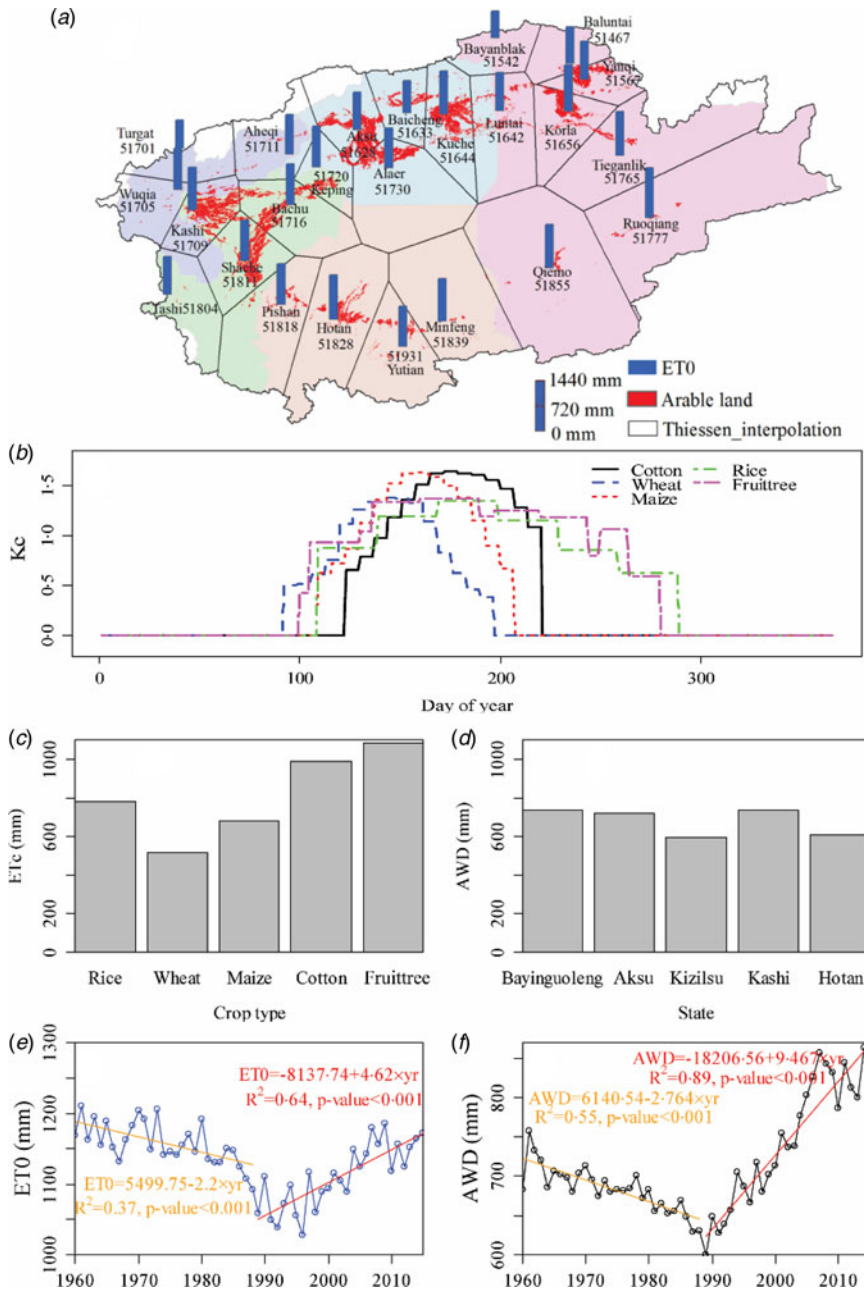 (a)
Baluntai
51467
Bayanblak
51542
Yanqi
51567
Turgat
51701
Aheqi
51711
Baicheng
51633
Aksu
51628
Kuche
51644
Luntai
51642
Korla
51656
51720
Keping
Alaer
51730
Tieganlik
51765
Wuqia
51705
Bachu
51716
Kashi
51709
Ruoqiang
51777
Shache
51811
Qiemo
51855
Tashi51804
Pishan
51818
Hotan
51828
Minfeng
51839
51931
Yutian
1440 mm
720 mm
0 mm
ET0
Arable land
Thiessen_interpolation
(b)
Kc
1·5
1·0
0·5
0·0
Cotton
Wheat
Maize
Rice
Fruittree
0 100 200 300
Day of year
(c)
ETc (mm)
1000
600
200
0
Rice Wheat Maize Cotton Fruittree
Crop type
(d)
AWD (mm)
1000
600
200
0
Bayinguoleng Aksu Kizilsu Kashi Hotan
State
(e)
ET0 (mm)
1300
1200
1100
1000
ET0=-8137·74+4·62×yr
R²=0·64, p-value<0·001
ET0=5499.75-2.2×yr
R²=0.37, p-value<0.001
1960 1970 1980 1990 2000 2010
(f)
AWD (mm)
800
700
600
AWD=-18206·56+9·467×yr
R²=0·89, p-value<0·001
AWD=6140·54-2·764×yr
R²=0·55, p-value<0·001
1960 1970 1980 1990 2000 2010